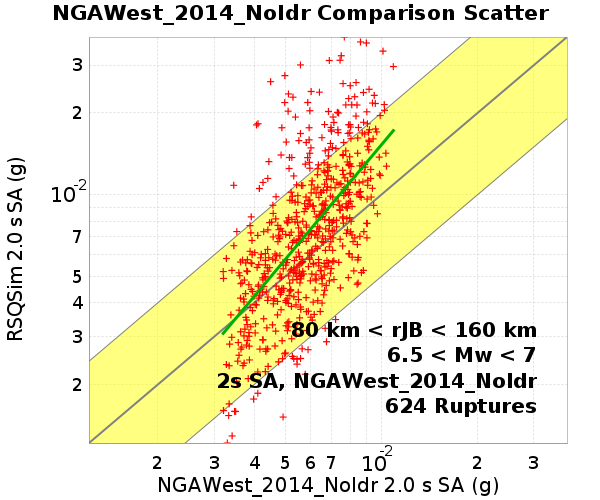 NGAWest_2014_NoIdr Comparison Scatter
RSQSim 2.0 s SA (g)
3
2
10-2
7
5
4
3
2
80 km < rJB < 160 km
6.5 < Mw < 7
2s SA, NGAWest_2014_NoIdr
624 Ruptures
2 3 4 5 6 7 10-2 2 3
NGAWest_2014_NoIdr 2.0 s SA (g)